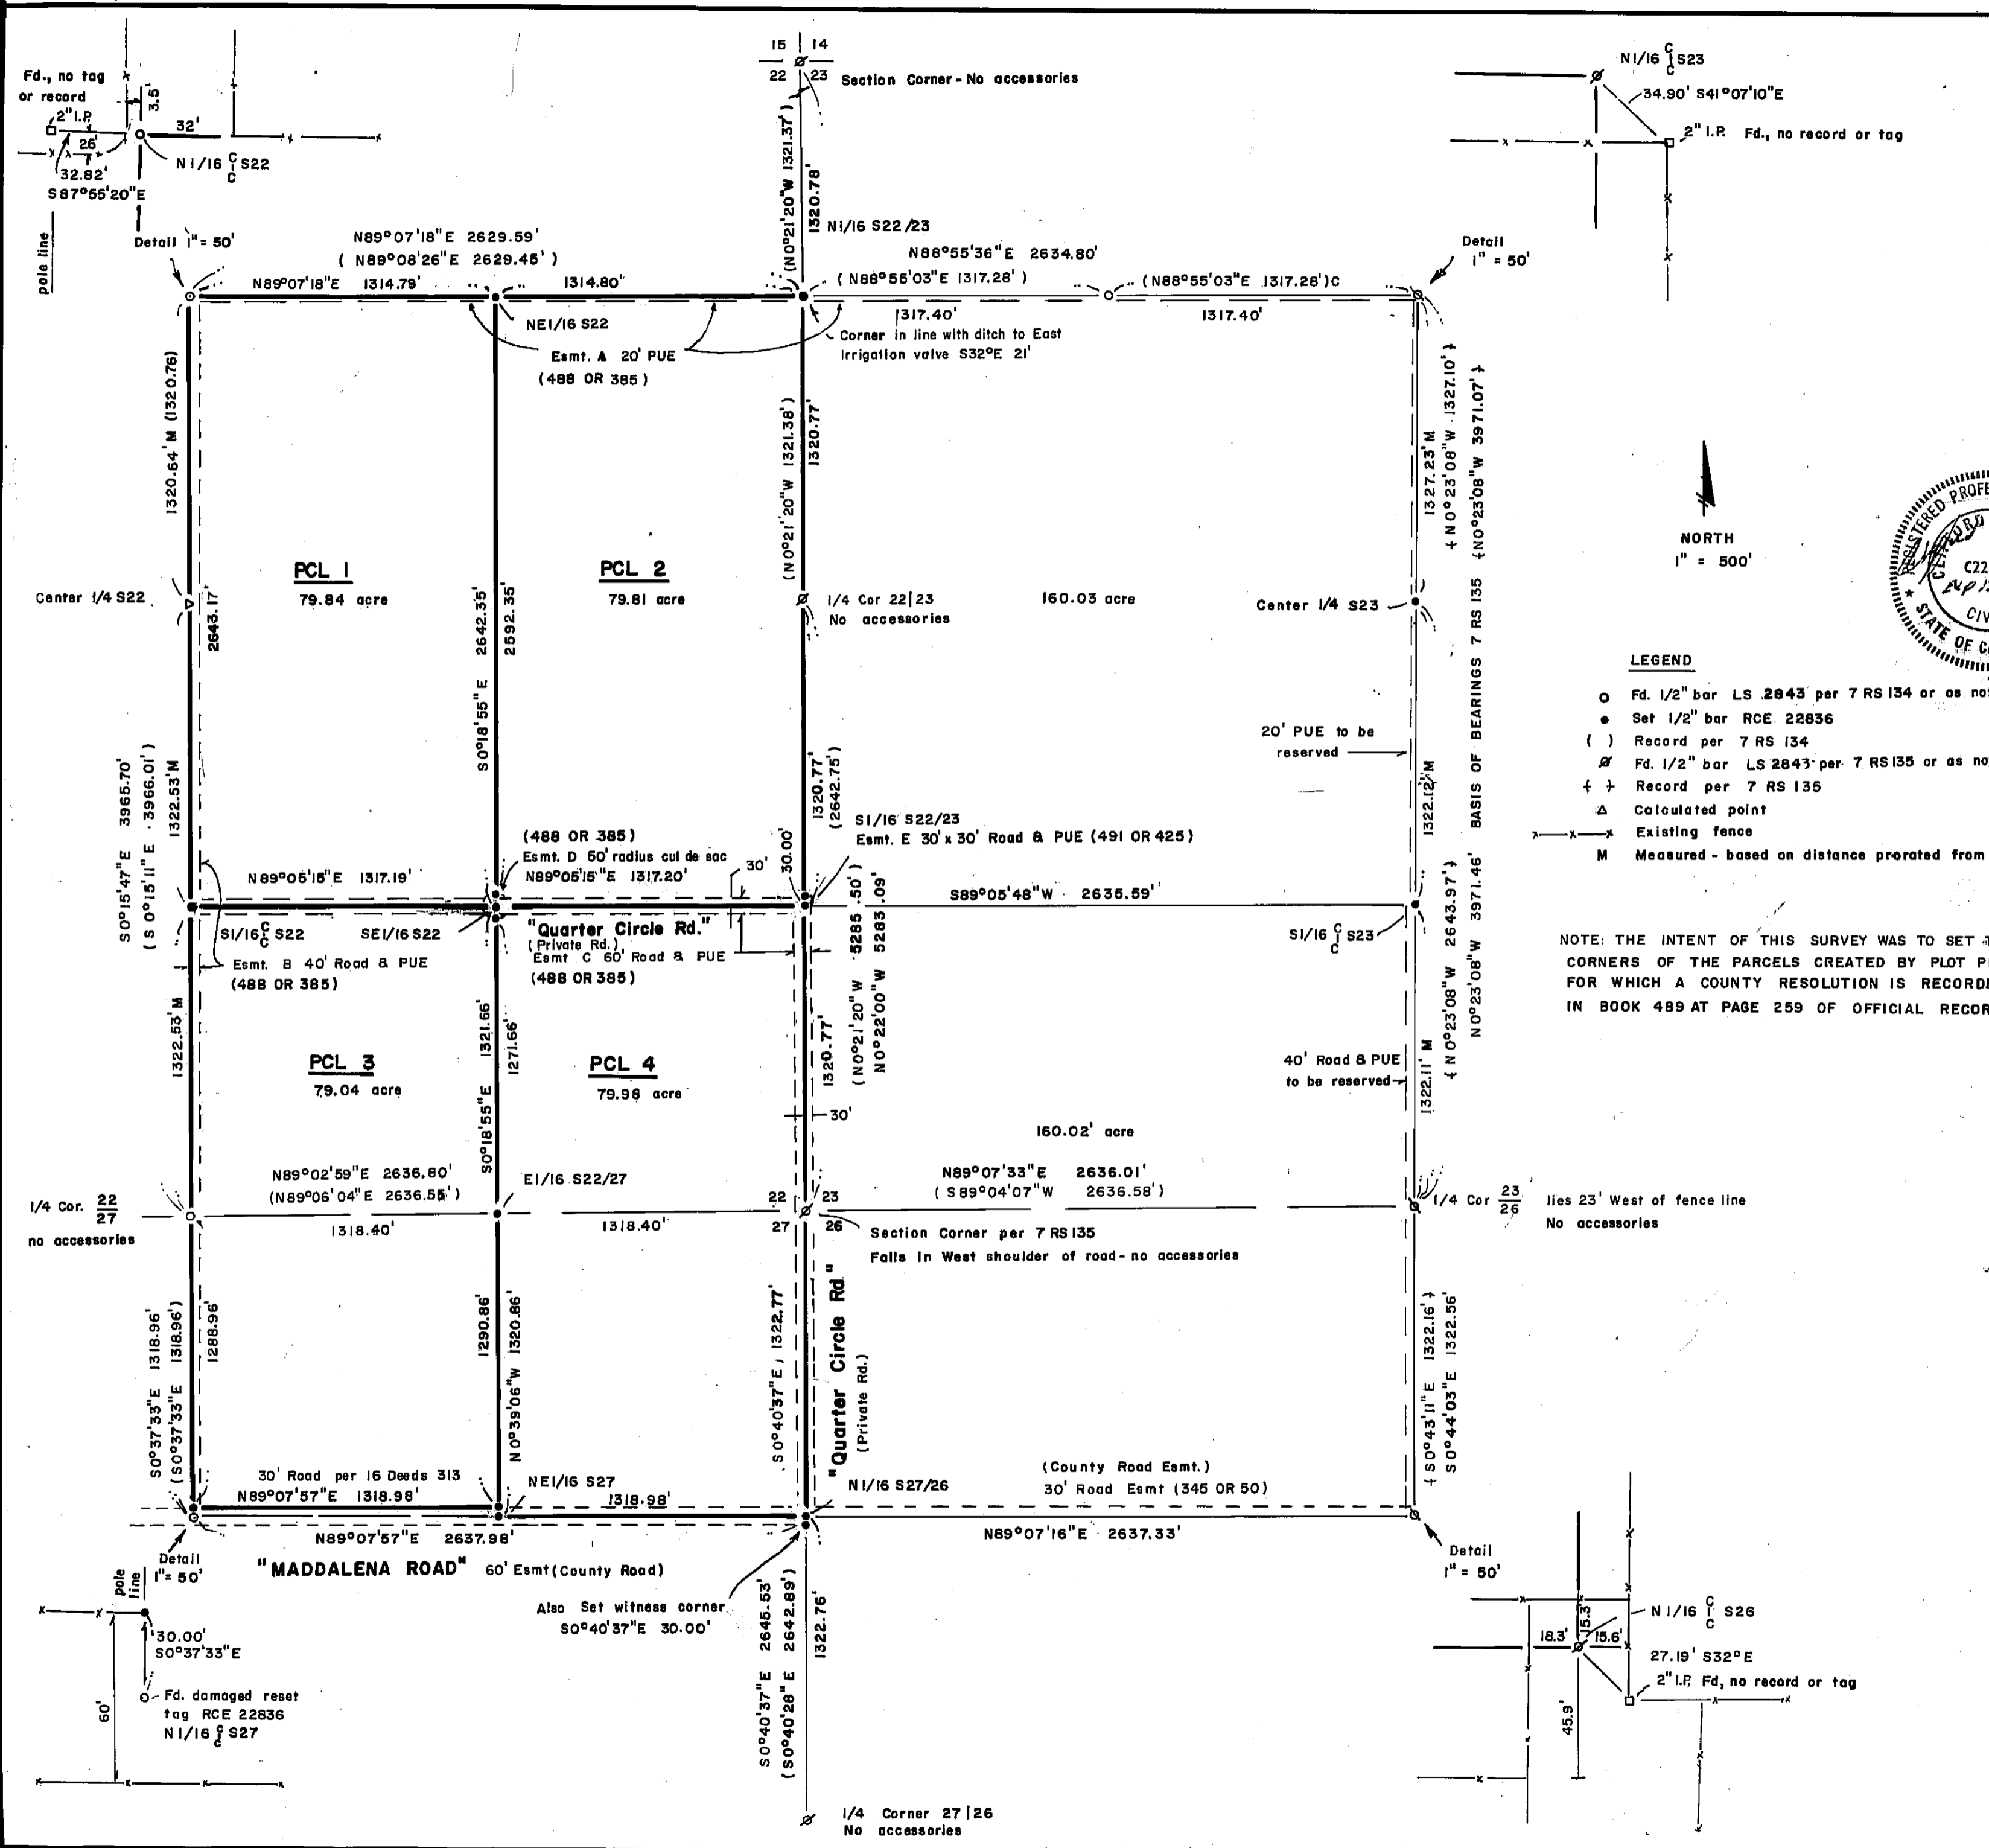 Fd., no tag
or record
3.5'
2" I.P.
32'
26'
32.82'
S87°55'20"E
N1/16 C S22
C
pole line
Detail 1" = 50'
15 | 14
22 | 23
Section Corner - No accessories
(N0°21'20"W 1321.37')
1320.78'
N1/16 S22/23
N1/16 C S23
C
34.90' S41°07'10"E
2" I.P. Fd., no record or tag
Detail
1" = 50'
N89°07'18"E 2629.59'
( N89°08'26"E 2629.45' )
N89°07'18"E 1314.79'
1314.80'
N88°55'36"E 2634.80'
( N88°55'03"E 1317.28' )
( N88°55'03"E 1317.28' )C
1317.40'
1317.40'
NE1/16 S22
Esmt. A 20' PUE
(488 OR 385)
Corner in line with ditch to East
Irrigation valve S32°E 21'
1320.64' M (1320.76)
(N0°21'20"W 1321.38')
1320.77'
1327.23' M
{ N0°23'08"W 1327.10' }
{N0°23'08"W 3971.07' }
BASIS OF BEARINGS 7 RS 135
NORTH
1" = 500'
REGISTERED PROFE
C22
CIV
STATE OF C
PCL 1
79.84 acre
PCL 2
79.81 acre
160.03 acre
Center 1/4 S22
2643.17'
S0°18'55"E 2642.35'
2592.35'
1/4 Cor 22|23
No accessories
Center 1/4 S23
LEGEND
Fd. 1/2" bar LS 2843 per 7 RS 134 or as no
Set 1/2" bar RCE 22836
( ) Record per 7 RS 134
Fd. 1/2" bar LS 2843 per 7 RS 135 or as no
{ } Record per 7 RS 135
Calculated point
Existing fence
M Measured - based on distance prorated from
20' PUE to be
reserved
1322.12' M
S0°15'47"E 3965.70'
( S0°15'11"E 3966.01')
1322.53' M
1320.77'
(2642.75')
S1/16 S22/23
Esmt. E 30' x 30' Road & PUE (491 OR 425)
(488 OR 385)
Esmt. D 50' radius cul de sac
N89°05'15"E 1317.20'
N89°05'15"E 1317.19'
30'
30.00'
S89°05'48"W 2635.59'
S1/16 C S22
C
SE1/16 S22
"Quarter Circle Rd."
(Private Rd.)
Esmt C 60' Road & PUE
(488 OR 385)
Esmt. B 40' Road & PUE
(488 OR 385)
S1/16 C S23
C
{ N0°23'08"W 2643.97' }
N0°23'08"W 3971.46'
NOTE: THE INTENT OF THIS SURVEY WAS TO SET
CORNERS OF THE PARCELS CREATED BY PLOT P
FOR WHICH A COUNTY RESOLUTION IS RECORD
IN BOOK 489 AT PAGE 259 OF OFFICIAL RECOR
1322.53' M
S0°18'55"E 1321.66'
1271.66'
1320.77'
(N0°21'20"W 5285.50')
N0°22'00"W 5283.09'
1322.11' M
PCL 3
79.04 acre
PCL 4
79.98 acre
30'
40' Road & PUE
to be reserved
160.02' acre
N89°02'59"E 2636.80'
(N89°06'04"E 2636.55')
E1/16 S22/27
N89°07'33"E 2636.01'
( S89°04'07"W 2636.58')
1/4 Cor. 22
27
no accessories
1318.40'
1318.40'
22 23
27 26
Section Corner per 7 RS 135
Falls in West shoulder of road - no accessories
1/4 Cor 23
26
lies 23' West of fence line
No accessories
S0°37'33"E 1318.96'
(S0°37'33"E 1318.96')
1288.96'
1290.86'
N0°39'06"W 1320.86'
S0°40'37"E, 1322.77'
"Quarter Circle Rd."
(Private Rd.)
{ S0°43'11"E 1322.16' }
S0°44'03"E 1322.56'
30' Road per 16 Deeds 313
N89°07'57"E 1318.98'
NE1/16 S27
1318.98'
N1/16 S27/26
(County Road Esmt.)
30' Road Esmt (345 OR 50)
N89°07'57"E 2637.98'
N89°07'16"E 2637.33'
Detail
1" = 50'
"MADDALENA ROAD" 60' Esmt (County Road)
Also Set witness corner
S0°40'37"E 30.00'
Detail
1" = 50'
pole
line
30.00'
S0°37'33"E
60'
Fd. damaged reset
tag RCE 22836
N1/16 C S27
C
S0°40'37"E 2645.53'
(S0°40'28"E 2642.89')
1322.76'
1/4 Corner 27|26
No accessories
15.3'
18.3'
15.6'
N1/16 C S26
C
27.19' S32°E
2" I.P. Fd, no record or tag
45.9'